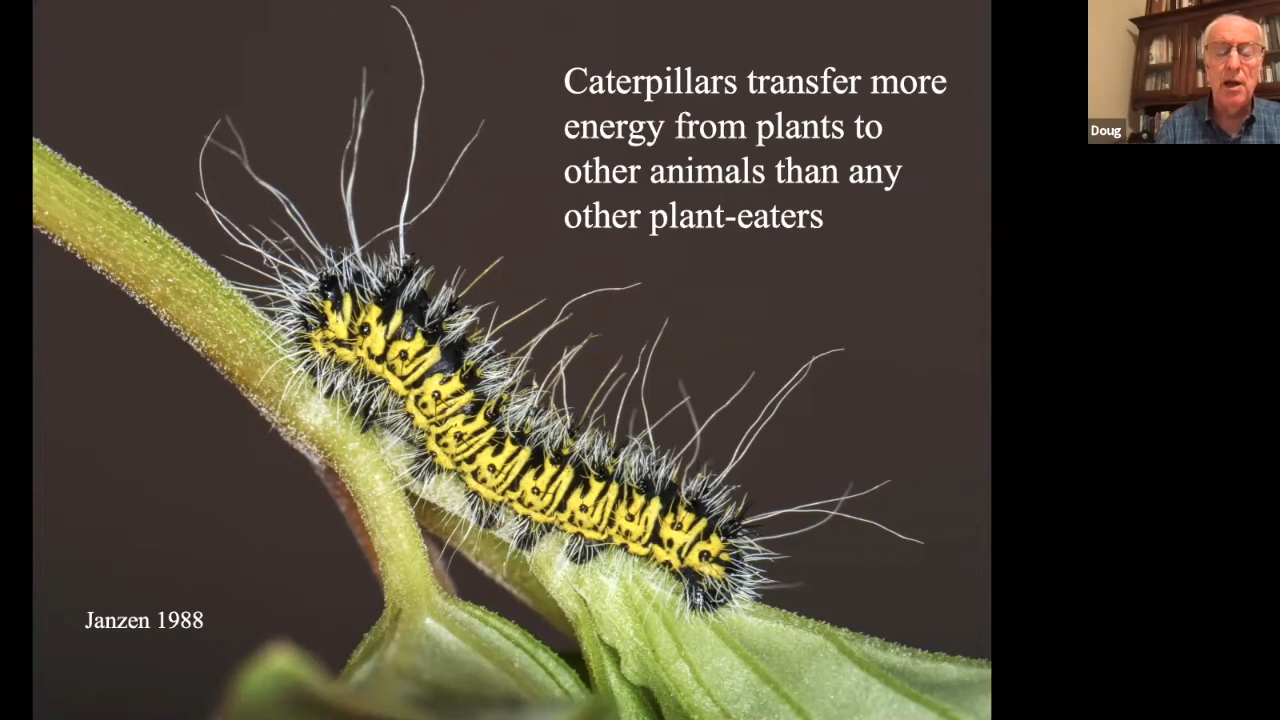 Caterpillars transfer more
energy from plants to
other animals than any
other plant-eaters
Doug
Janzen 1988